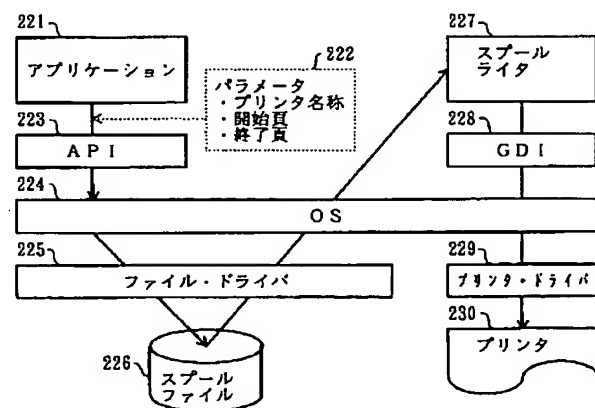 221
アプリケーション
222
パラメータ
・プリンタ名称
・開始頁
・終了頁
223
API
224
OS
225
ファイル・ドライバ
226
スプール
ファイル
227
スプール
ライタ
228
GDI
229
プリンタ・ドライバ
230
プリンタ